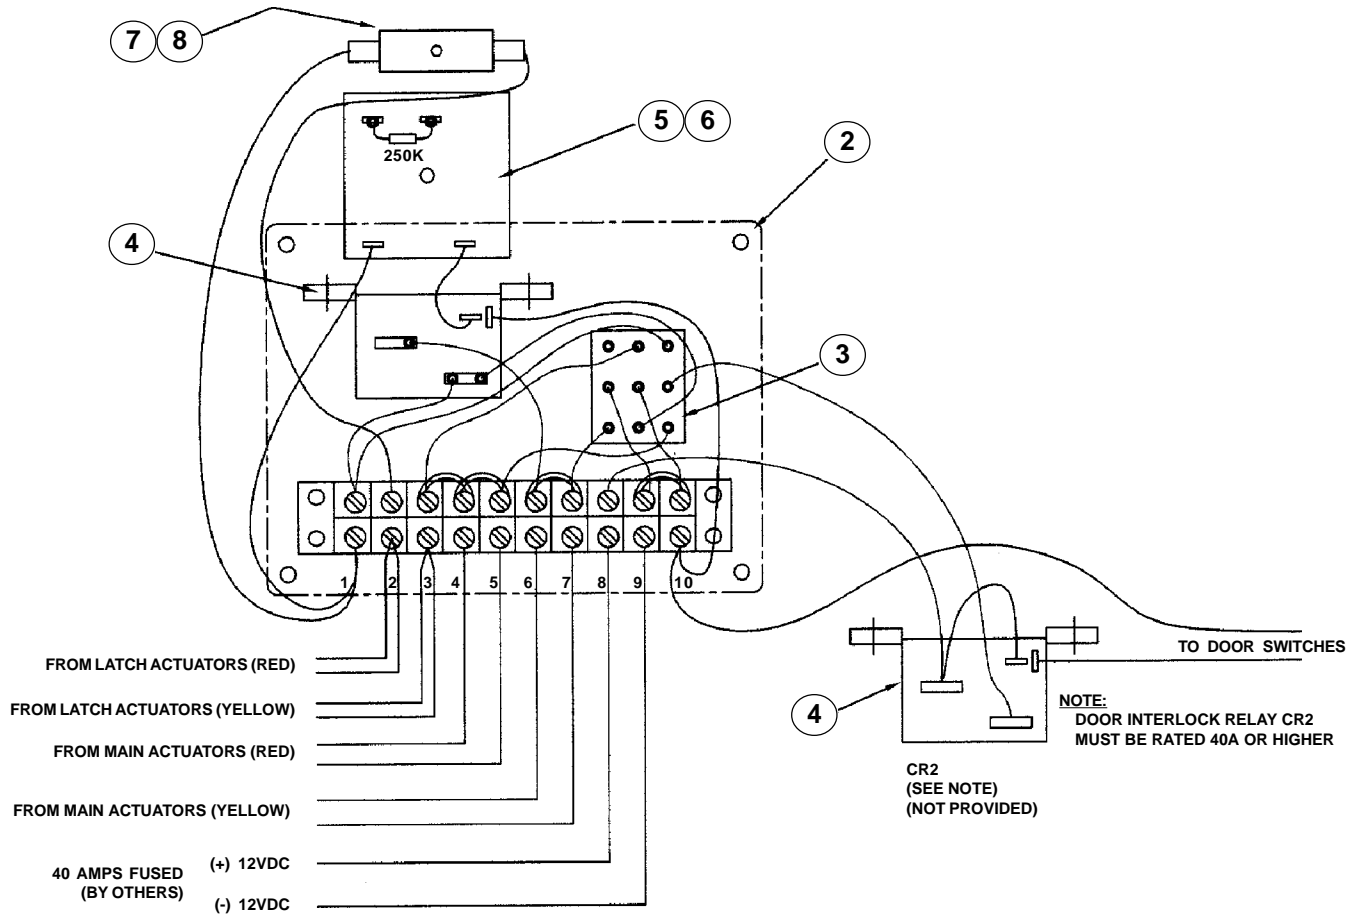 7 8
5 6
2
250K
4
3
1 2 3 4 5 6 7 8 9 10
TO DOOR SWITCHES
FROM LATCH ACTUATORS (RED)
4
NOTE:
FROM LATCH ACTUATORS (YELLOW)
DOOR INTERLOCK RELAY CR2
MUST BE RATED 40A OR HIGHER
FROM MAIN ACTUATORS (RED)
CR2
(SEE NOTE)
(NOT PROVIDED)
FROM MAIN ACTUATORS (YELLOW)
40 AMPS FUSED
(BY OTHERS)
(+) 12VDC
(-) 12VDC